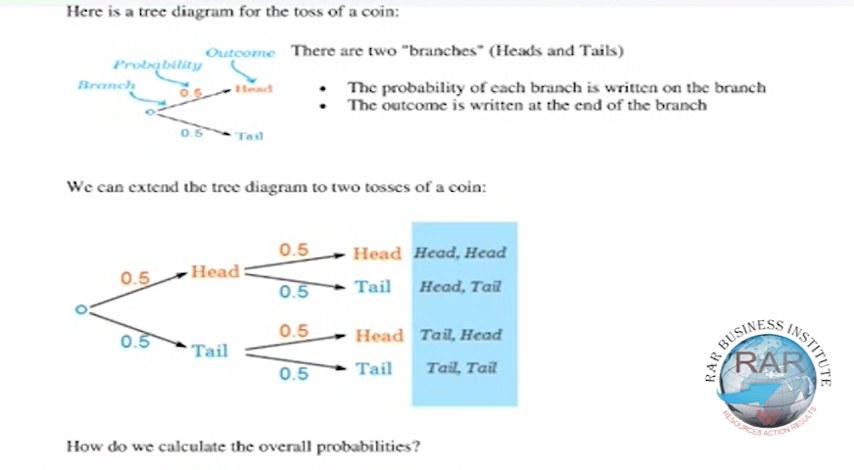 Here is a tree diagram for the toss of a coin:
Outcome
There are two "branches" (Heads and Tails)
Probability
Branch
0.5
Head
• The probability of each branch is written on the branch
• The outcome is written at the end of the branch
0.5
Tail
We can extend the tree diagram to two tosses of a coin:
0.5
Head
Head, Head
0.5
Head
0.5
Tail
Head, Tail
0.5
Tail
0.5
Head
Tail, Head
0.5
Tail
Tail, Tail
RAR BUSINESS INSTITUTE
RAR
RESOURCES ACTION RESULTS
How do we calculate the overall probabilities?